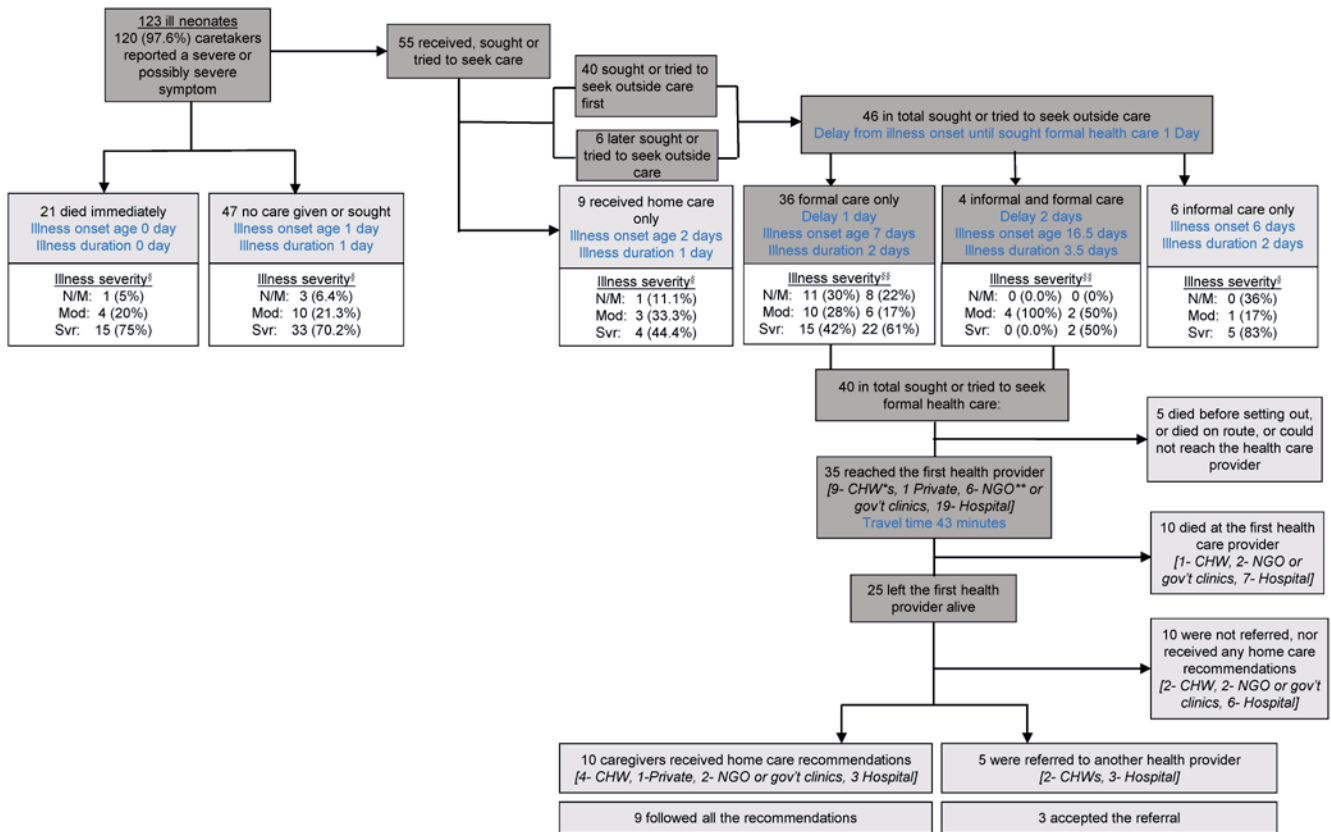 123 ill neonates
120 (97.6%) caretakers
reported a severe or
possibly severe
symptom
55 received, sought or
tried to seek care
40 sought or tried to
seek outside care
first
6 later sought or
tried to seek outside
care
46 in total sought or tried to seek outside care
Delay from illness onset until sought formal health care 1 Day
21 died immediately
Illness onset age 0 day
Illness duration 0 day
Illness severity§
N/M: 1 (5%)
Mod: 4 (20%)
Svr: 15 (75%)
47 no care given or sought
Illness onset age 1 day
Illness duration 1 day
Illness severity§
N/M: 3 (6.4%)
Mod: 10 (21.3%)
Svr: 33 (70.2%)
9 received home care
only
Illness onset age 2 days
Illness duration 1 day
Illness severity§
N/M: 1 (11.1%)
Mod: 3 (33.3%)
Svr: 4 (44.4%)
36 formal care only
Delay 1 day
Illness onset age 7 days
Illness duration 2 days
Illness severity§§
N/M: 11 (30%) 8 (22%)
Mod: 10 (28%) 6 (17%)
Svr: 15 (42%) 22 (61%)
4 informal and formal care
Delay 2 days
Illness onset age 16.5 days
Illness duration 3.5 days
Illness severity§§
N/M: 0 (0.0%) 0 (0%)
Mod: 4 (100%) 2 (50%)
Svr: 0 (0.0%) 2 (50%)
6 informal care only
Illness onset 6 days
Illness duration 2 days
Illness severity§
N/M: 0 (36%)
Mod: 1 (17%)
Svr: 5 (83%)
40 in total sought or tried to seek
formal health care:
5 died before setting out,
or died on route, or could
not reach the health care
provider
35 reached the first health provider
[9- CHW*s, 1 Private, 6- NGO** or
gov't clinics, 19- Hospital]
Travel time 43 minutes
10 died at the first health
care provider
[1- CHW, 2- NGO or
gov't clinics, 7- Hospital]
25 left the first health
provider alive
10 were not referred, nor
received any home care
recommendations
[2- CHW, 2- NGO or gov't
clinics, 6- Hospital]
10 caregivers received home care recommendations
[4- CHW, 1-Private, 2- NGO or gov't clinics, 3 Hospital]
5 were referred to another health provider
[2- CHWs, 3- Hospital]
9 followed all the recommendations
3 accepted the referral